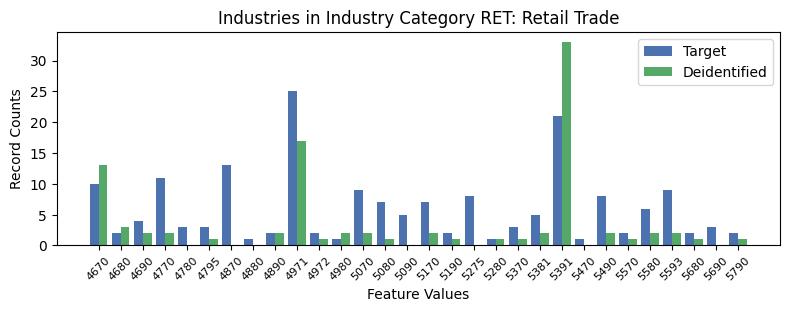 Industries in Industry Category RET: Retail Trade
Target
Deidentified
Record Counts
30
25
20
15
10
5
0
4670 4680 4690 4770 4780 4795 4870 4880 4890 4971 4972 4980 5070 5080 5090 5170 5190 5275 5280 5370 5381 5391 5470 5490 5570 5580 5593 5680 5690 5790
Feature Values